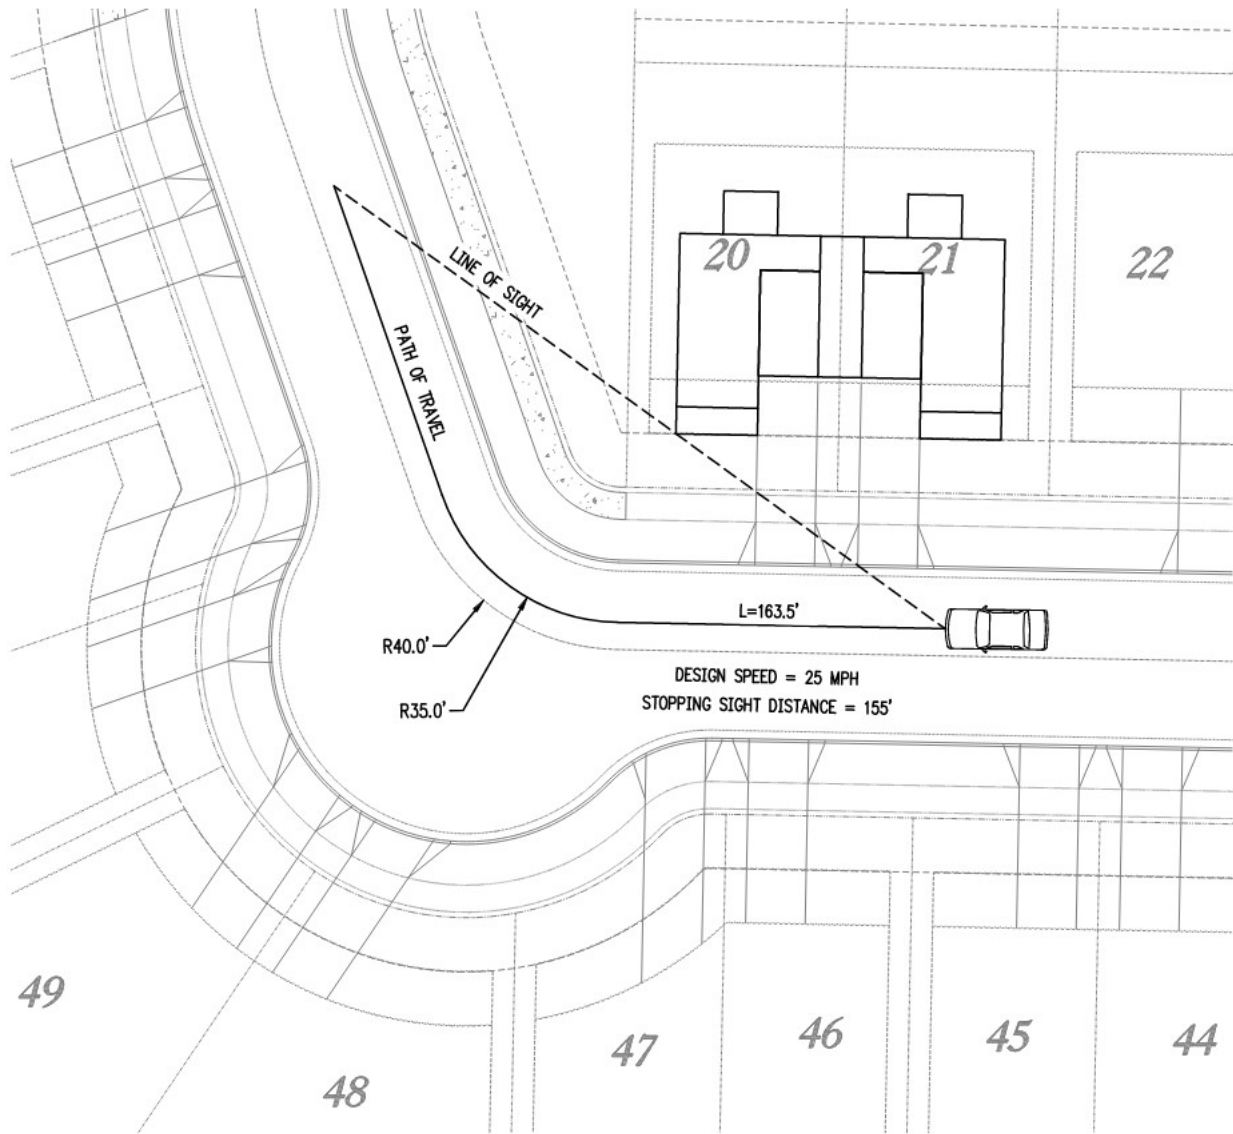 20
21
22
LINE OF SIGHT
PATH OF TRAVEL
L=163.5'
R40.0'
R35.0'
DESIGN SPEED = 25 MPH
STOPPING SIGHT DISTANCE = 155'
49
48
47
46
45
44